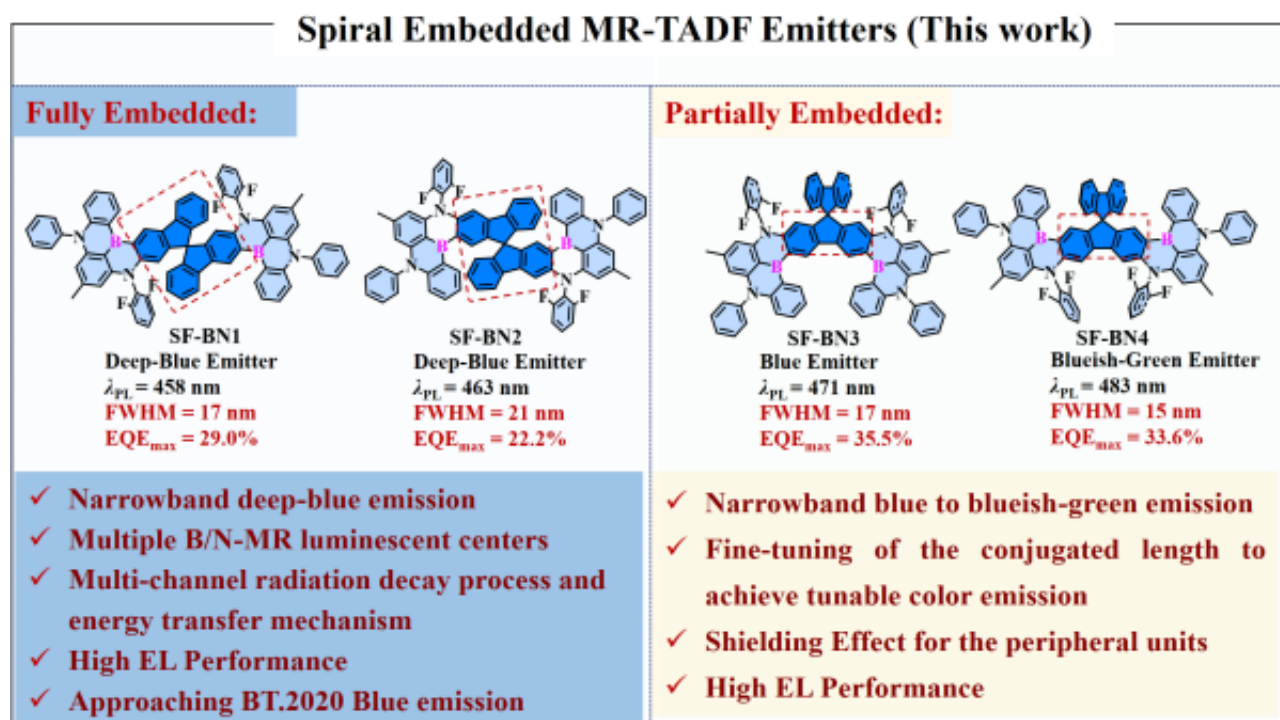 Spiral Embedded MR-TADF Emitters (This work)
Fully Embedded:
F
N
N
B
N
F
F
B
N
F
SF-BN1
Deep-Blue Emitter
λPL = 458 nm
FWHM = 17 nm
EQEmax = 29.0%
F
F
N
B
N
N
B
N
F
F
SF-BN2
Deep-Blue Emitter
λPL = 463 nm
FWHM = 21 nm
EQEmax = 22.2%
✓ Narrowband deep-blue emission
✓ Multiple B/N-MR luminescent centers
✓ Multi-channel radiation decay process and
energy transfer mechanism
✓ High EL Performance
✓ Approaching BT.2020 Blue emission
Partially Embedded:
F
F
N
B
N
F
F
N
B
N
SF-BN3
Blue Emitter
λPL = 471 nm
FWHM = 17 nm
EQEmax = 35.5%
N
B
N
F
F
B
N
N
F
F
SF-BN4
Blueish-Green Emitter
λPL = 483 nm
FWHM = 15 nm
EQEmax = 33.6%
✓ Narrowband blue to blueish-green emission
✓ Fine-tuning of the conjugated length to
achieve tunable color emission
✓ Shielding Effect for the peripheral units
✓ High EL Performance